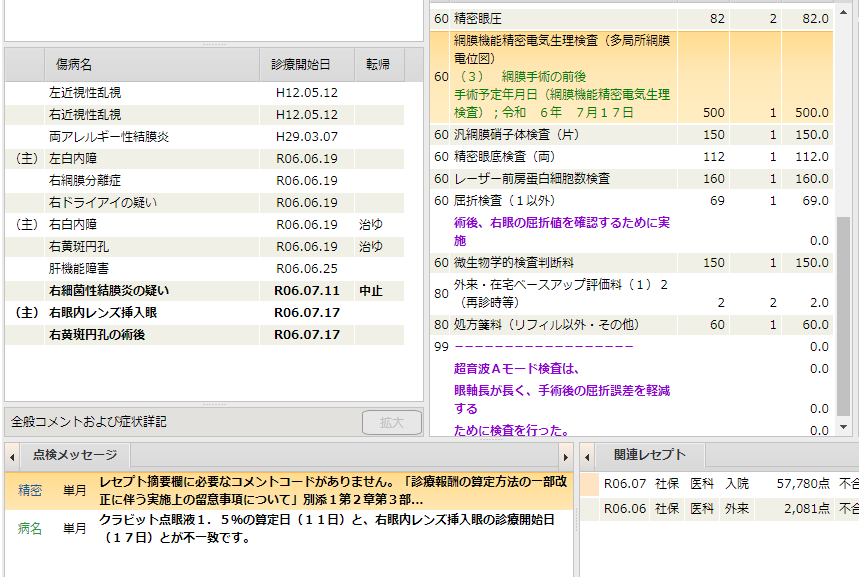 傷病名 診療開始日 転帰
左近視性乱視 H12.05.12
右近視性乱視 H12.05.12
両アレルギー性結膜炎 H29.03.07
（主） 左白内障 R06.06.19
右網膜分離症 R06.06.19
右ドライアイの疑い R06.06.19
（主） 右白内障 R06.06.19 治ゆ
右黄斑円孔 R06.06.19 治ゆ
肝機能障害 R06.06.25
右細菌性結膜炎の疑い R06.07.11 中止
（主） 右眼内レンズ挿入眼 R06.07.17
右黄斑円孔の術後 R06.07.17
全般コメントおよび症状詳記 拡大
60 精密眼圧 82 2 82.0
網膜機能精密電気生理検査（多局所網膜
電位図）
60 （３）　網膜手術の前後
手術予定年月日（網膜機能精密電気生理
検査）；令和　６年　７月１７日 500 1 500.0
60 汎網膜硝子体検査（片） 150 1 150.0
60 精密眼底検査（両） 112 1 112.0
60 レーザー前房蛋白細胞数検査 160 1 160.0
60 屈折検査（１以外） 69 1 69.0
術後、右眼の屈折値を確認するために実
施 0.0
60 微生物学的検査判断料 150 1 150.0
80 外来・在宅ベースアップ評価料（１）２
（再診時等） 2 2 2.0
80 処方箋料（リフィル以外・その他） 60 1 60.0
99 －－－－－－－－－－－－－－－－－－ 0.0
超音波Ａモード検査は、 0.0
眼軸長が長く、手術後の屈折誤差を軽減
する 0.0
ために検査を行った。 0.0
点検メッセージ
精密 単月 レセプト摘要欄に必要なコメントコードがありません。「診療報酬の算定方法の一部改
正に伴う実施上の留意事項について」別添１第２章第３部...
病名 単月 クラビット点眼液１．５％の算定日（１１日）と、右眼内レンズ挿入眼の診療開始日
（１７日）とが不一致です。
関連レセプト
R06.07 社保 医科 入院 57,780点 不合
R06.06 社保 医科 外来 2,081点 不合